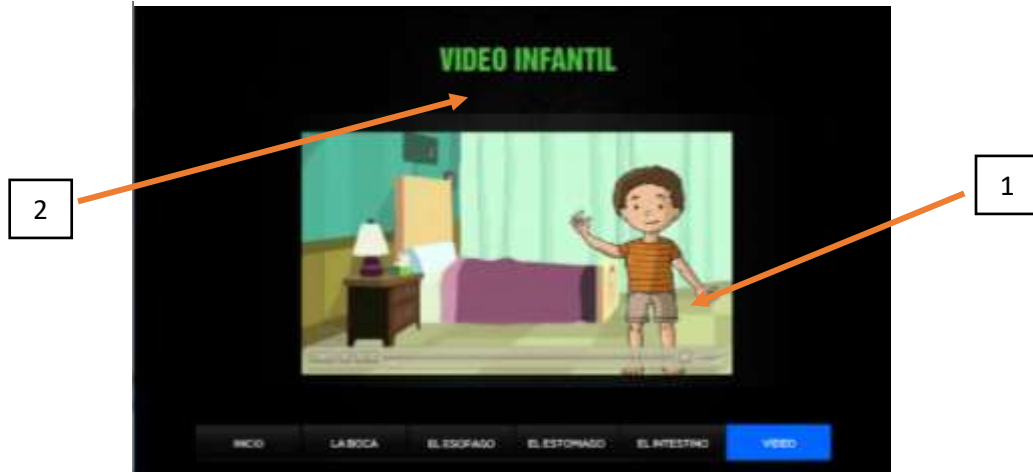 VIDEO INFANTIL
2
1
INICIO LA BOCA EL ESOFAGO EL ESTOMAGO EL INTESTINO VIDEO